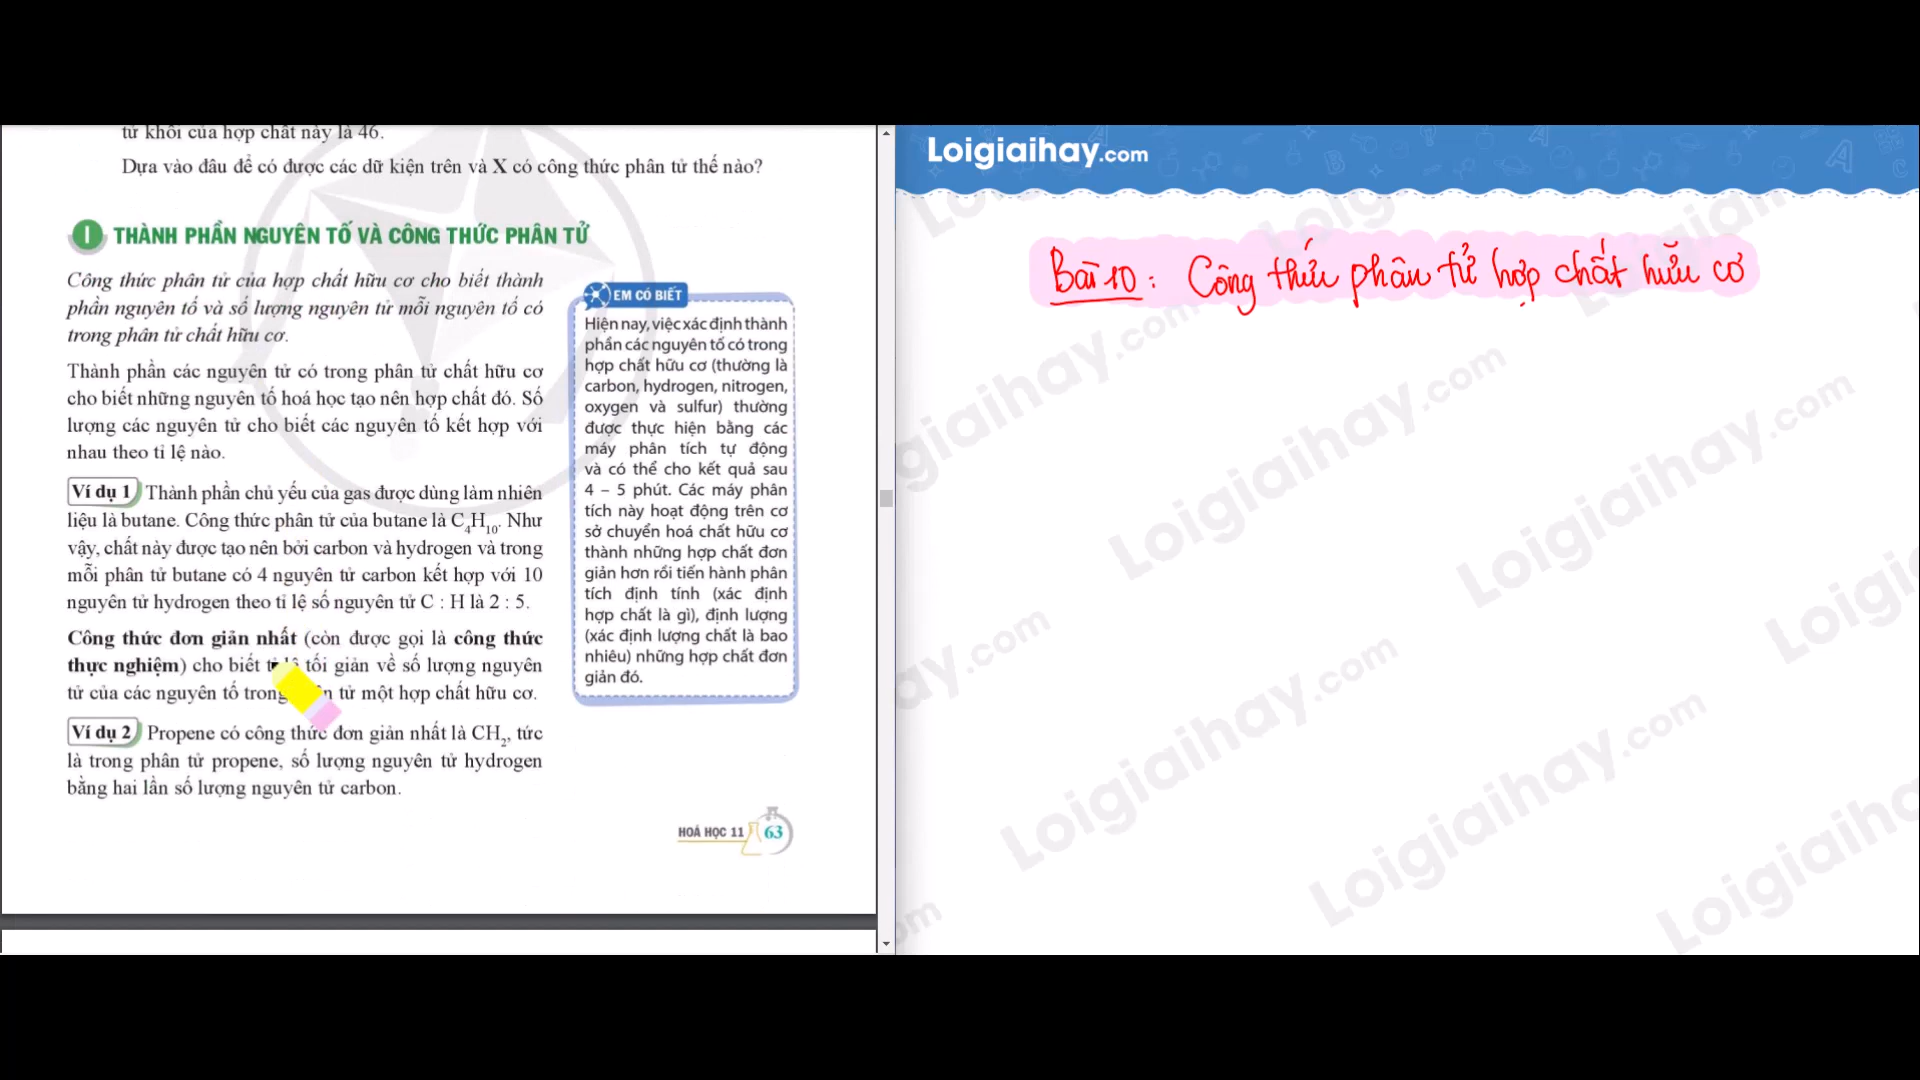 tử khối của hợp chất này là 46.
Dựa vào đâu để có được các dữ kiện trên và X có công thức phân tử thế nào?
I THÀNH PHẦN NGUYÊN TỐ VÀ CÔNG THỨC PHÂN TỬ
Công thức phân tử của hợp chất hữu cơ cho biết thành
phần nguyên tố và số lượng nguyên tử mỗi nguyên tố có
trong phân tử chất hữu cơ.
Thành phần các nguyên tử có trong phân tử chất hữu cơ
cho biết những nguyên tố hoá học tạo nên hợp chất đó. Số
lượng các nguyên tử cho biết các nguyên tố kết hợp với
nhau theo tỉ lệ nào.
Ví dụ 1 Thành phần chủ yếu của gas được dùng làm nhiên
liệu là butane. Công thức phân tử của butane là C4H10. Như
vậy, chất này được tạo nên bởi carbon và hydrogen và trong
mỗi phân tử butane có 4 nguyên tử carbon kết hợp với 10
nguyên tử hydrogen theo tỉ lệ số nguyên tử C : H là 2 : 5.
Công thức đơn giản nhất (còn được gọi là công thức
thực nghiệm) cho biết tỉ lệ tối giản về số lượng nguyên
tử của các nguyên tố trong tử một hợp chất hữu cơ.
Ví dụ 2 Propene có công thức đơn giản nhất là CH2, tức
là trong phân tử propene, số lượng nguyên tử hydrogen
bằng hai lần số lượng nguyên tử carbon.
EM CÓ BIẾT
Hiện nay, việc xác định thành
phần các nguyên tố có trong
hợp chất hữu cơ (thường là
carbon, hydrogen, nitrogen,
oxygen và sulfur) thường
được thực hiện bằng các
máy phân tích tự động
và có thể cho kết quả sau
4 – 5 phút. Các máy phân
tích này hoạt động trên cơ
sở chuyển hoá chất hữu cơ
thành những hợp chất đơn
giản hơn rồi tiến hành phân
tích định tính (xác định
hợp chất là gì), định lượng
(xác định lượng chất là bao
nhiêu) những hợp chất đơn
giản đó.
HOÁ HỌC 11 63
Loigiaihay.com
Bài 10 : Công thức phân tử hợp chất hữu cơ
Loigiaihay.com
Loigiaihay.com
Loigiaihay.com
Loigiaihay.com
Loigiaihay.com